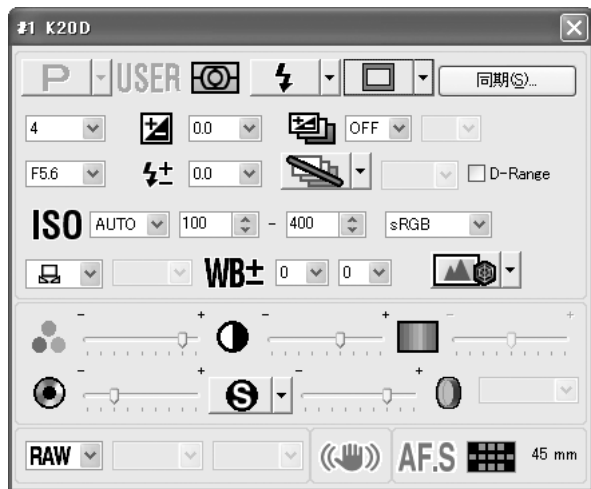 #1 K20D
P USER 同期(S)...
4 0.0 OFF
F5.6 0.0 D-Range
ISO AUTO 100 - 400 sRGB
WB± 0 0
- + - + - +
- + S - +
RAW AF.S 45 mm